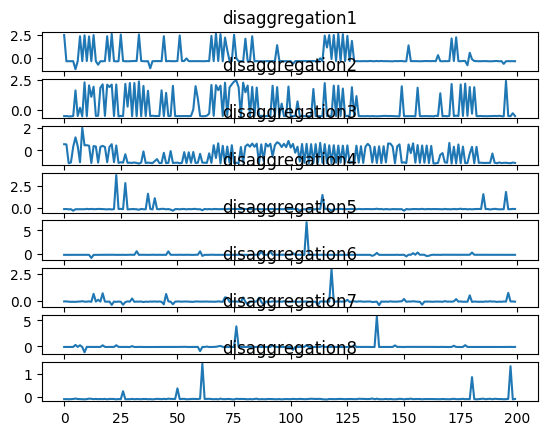 disaggregation1
2.5
0.0
disaggregation2
2.5
0.0
disaggregation3
2
0
disaggregation4
2.5
0.0
disaggregation5
5
0
disaggregation6
2.5
0.0
disaggregation7
5
0
disaggregation8
1
0
0 25 50 75 100 125 150 175 200